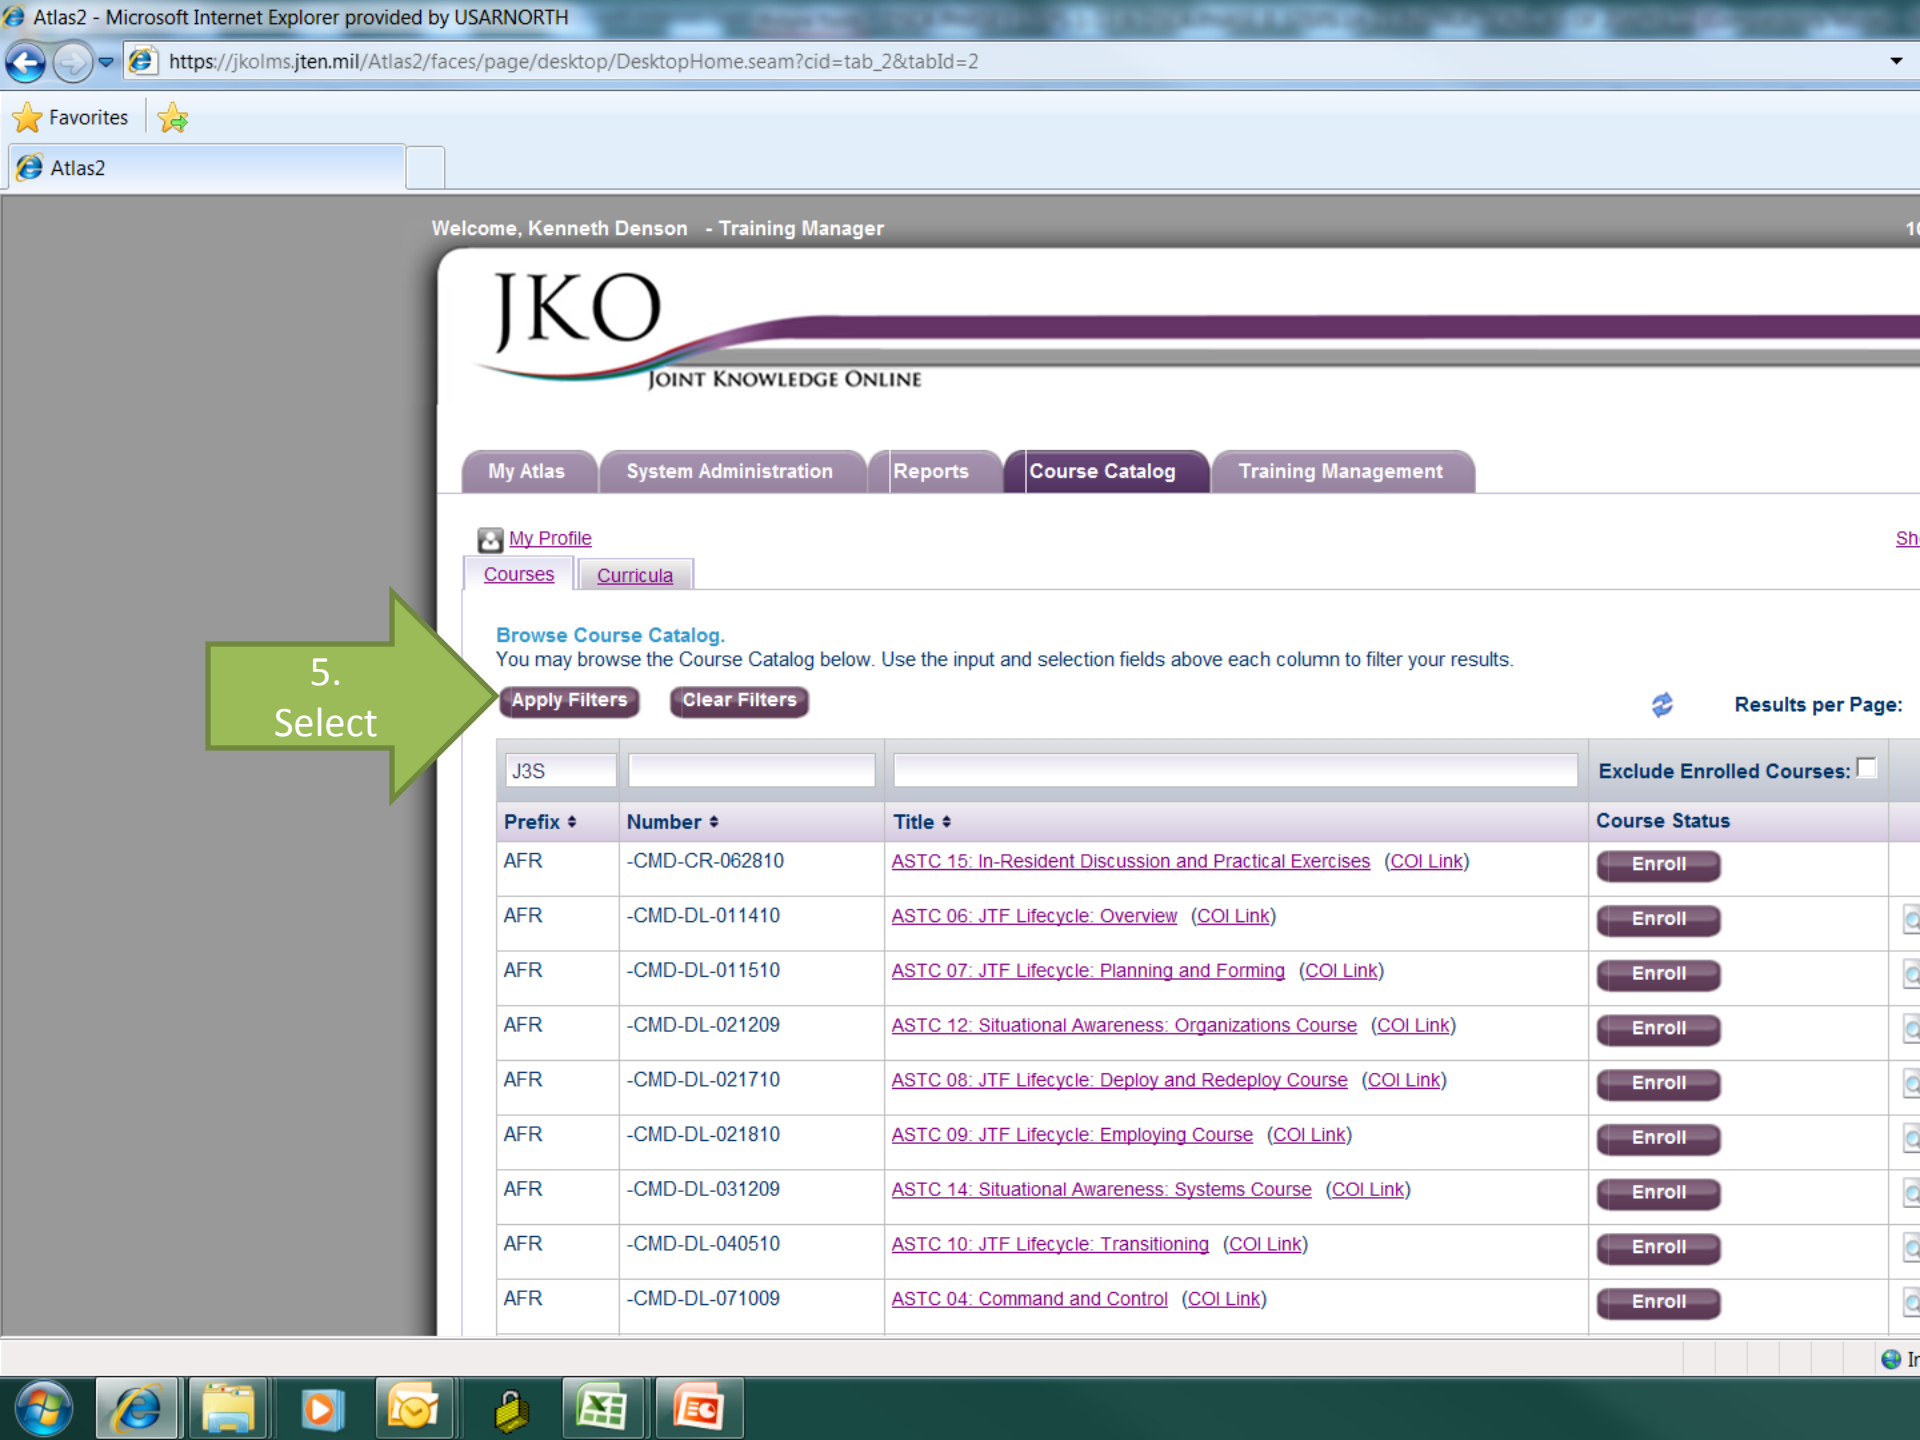 Atlas2 - Microsoft Internet Explorer provided by USARNORTH
https://jkolms.jten.mil/Atlas2/faces/page/desktop/DesktopHome.seam?cid=tab_2&tabId=2
Favorites
Atlas2
Welcome, Kenneth Denson - Training Manager
JKO
JOINT KNOWLEDGE ONLINE
My Atlas System Administration Reports Course Catalog Training Management
My Profile
Courses Curricula
Browse Course Catalog.
You may browse the Course Catalog below. Use the input and selection fields above each column to filter your results.
5.
Select
Apply Filters Clear Filters Results per Page:
J3S Exclude Enrolled Courses:
Prefix Number Title Course Status
AFR -CMD-CR-062810 ASTC 15: In-Resident Discussion and Practical Exercises (COI Link) Enroll
AFR -CMD-DL-011410 ASTC 06: JTF Lifecycle: Overview (COI Link) Enroll
AFR -CMD-DL-011510 ASTC 07: JTF Lifecycle: Planning and Forming (COI Link) Enroll
AFR -CMD-DL-021209 ASTC 12: Situational Awareness: Organizations Course (COI Link) Enroll
AFR -CMD-DL-021710 ASTC 08: JTF Lifecycle: Deploy and Redeploy Course (COI Link) Enroll
AFR -CMD-DL-021810 ASTC 09: JTF Lifecycle: Employing Course (COI Link) Enroll
AFR -CMD-DL-031209 ASTC 14: Situational Awareness: Systems Course (COI Link) Enroll
AFR -CMD-DL-040510 ASTC 10: JTF Lifecycle: Transitioning (COI Link) Enroll
AFR -CMD-DL-071009 ASTC 04: Command and Control (COI Link) Enroll